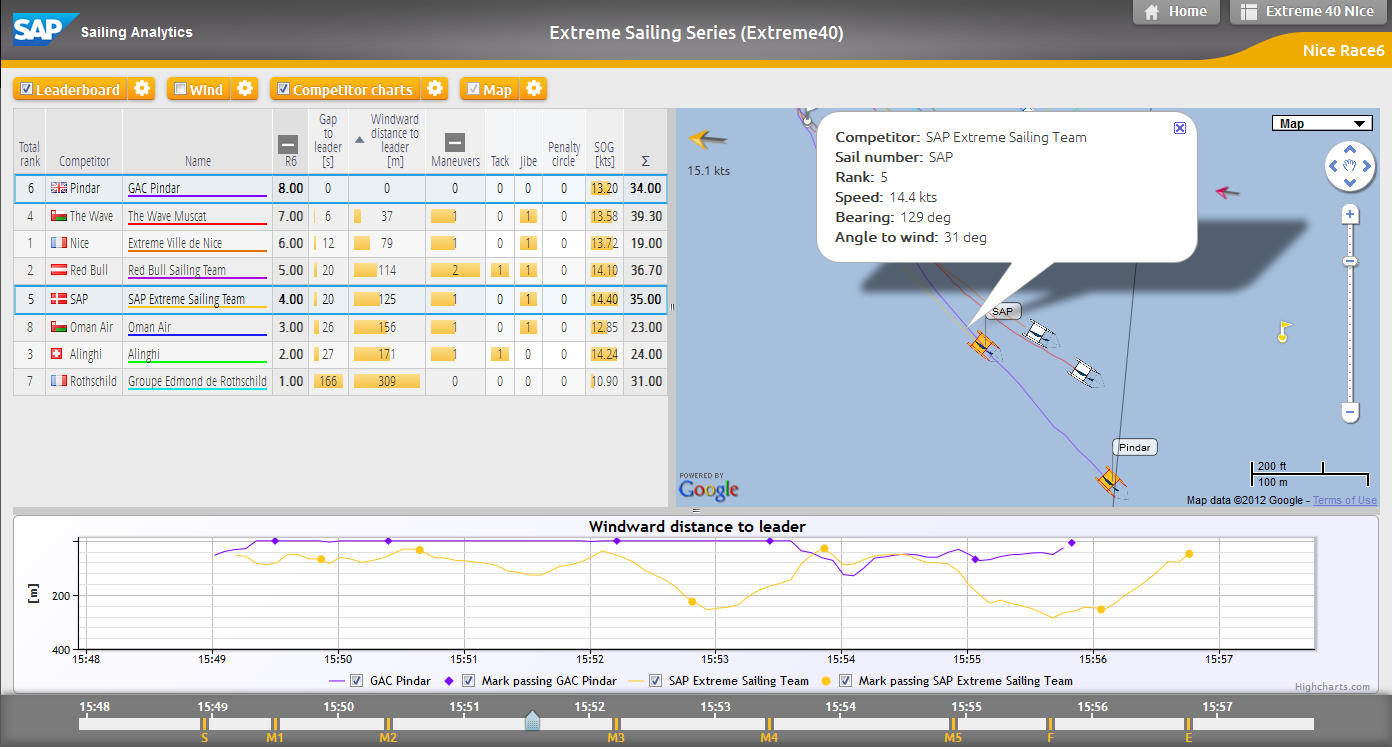 Home
Extreme 40 Nice
SAP
Sailing Analytics
Extreme Sailing Series (Extreme40)
Nice Race6
Leaderboard
Wind
Competitor charts
Map
Total rank Competitor Name R6 Gap to leader [s] Windward distance to leader [m] Maneuvers Tack Jibe Penalty circle SOG [kts] Σ
6 Pindar GAC Pindar 8.00 0 0 0 0 0 0 13.20 34.00
4 The Wave The Wave Muscat 7.00 6 37 1 0 1 0 13.58 39.30
1 Nice Extreme Ville de Nice 6.00 12 79 1 0 1 0 13.72 19.00
2 Red Bull Red Bull Sailing Team 5.00 20 114 2 1 1 0 14.10 36.70
5 SAP SAP Extreme Sailing Team 4.00 20 125 1 0 1 0 14.40 35.00
8 Oman Air Oman Air 3.00 26 156 1 0 1 0 12.85 23.00
3 Alinghi Alinghi 2.00 27 171 1 1 0 0 14.24 24.00
7 Rothschild Groupe Edmond de Rothschild 1.00 166 309 0 0 0 0 10.90 31.00
15.1 kts
Competitor: SAP Extreme Sailing Team
Sail number: SAP
Rank: 5
Speed: 14.4 kts
Bearing: 129 deg
Angle to wind: 31 deg
Map
SAP
Pindar
POWERED BY
Google
200 ft
100 m
Map data ©2012 Google - Terms of Use
Windward distance to leader
[m]
200
400
15:48 15:49 15:50 15:51 15:52 15:53 15:54 15:55 15:56 15:57
GAC Pindar Mark passing GAC Pindar SAP Extreme Sailing Team Mark passing SAP Extreme Sailing Team
Highcharts.com
15:48 15:49 15:50 15:51 15:52 15:53 15:54 15:55 15:56 15:57
S M1 M2 M3 M4 M5 F E